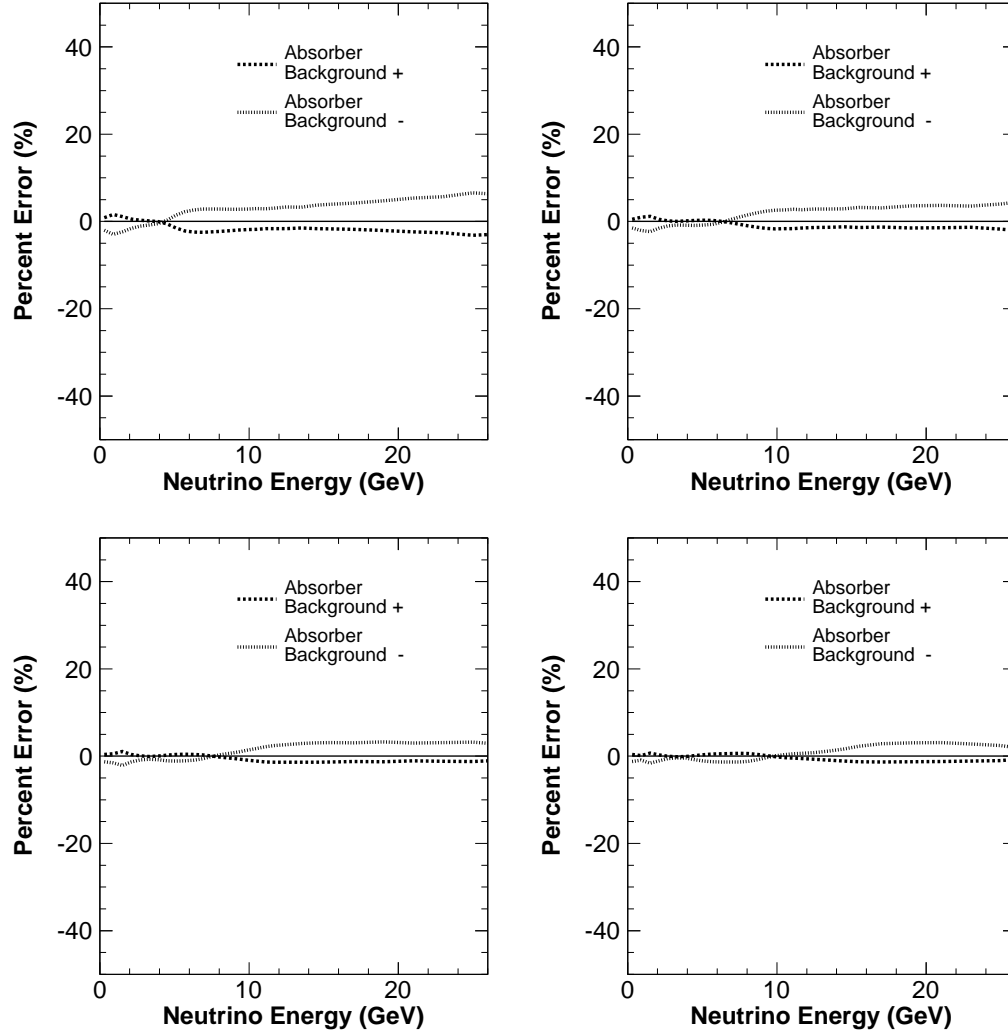 40
20
0
-20
-40
Percent Error (%)
Absorber
Background +
Absorber
Background -
0 10 20
Neutrino Energy (GeV)
40
20
0
-20
-40
Percent Error (%)
Absorber
Background +
Absorber
Background -
0 10 20
Neutrino Energy (GeV)
40
20
0
-20
-40
Percent Error (%)
Absorber
Background +
Absorber
Background -
0 10 20
Neutrino Energy (GeV)
40
20
0
-20
-40
Percent Error (%)
Absorber
Background +
Absorber
Background -
0 10 20
Neutrino Energy (GeV)